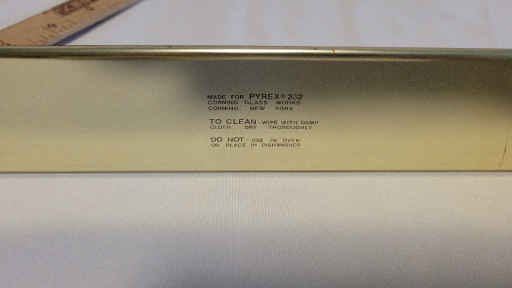 MADE FOR PYREX® 232
CORNING GLASS WORKS
CORNING, NEW YORK
TO CLEAN - WIPE WITH DAMP
CLOTH. DRY THOROUGHLY
DO NOT - USE IN OVEN
OR PLACE IN DISHWASHER